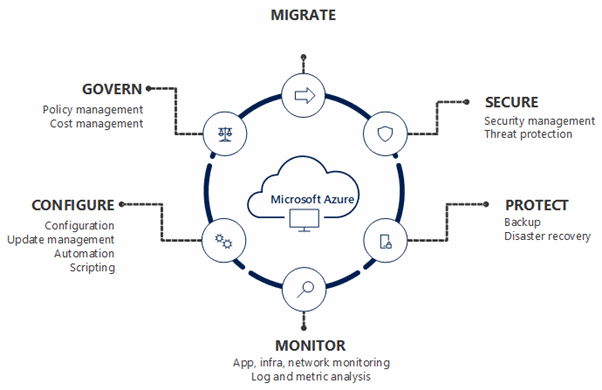 MIGRATE
GOVERN
Policy management
Cost management
SECURE
Security management
Threat protection
Microsoft Azure
CONFIGURE
Configuration
Update management
Automation
Scripting
PROTECT
Backup
Disaster recovery
MONITOR
App, infra, network monitoring
Log and metric analysis